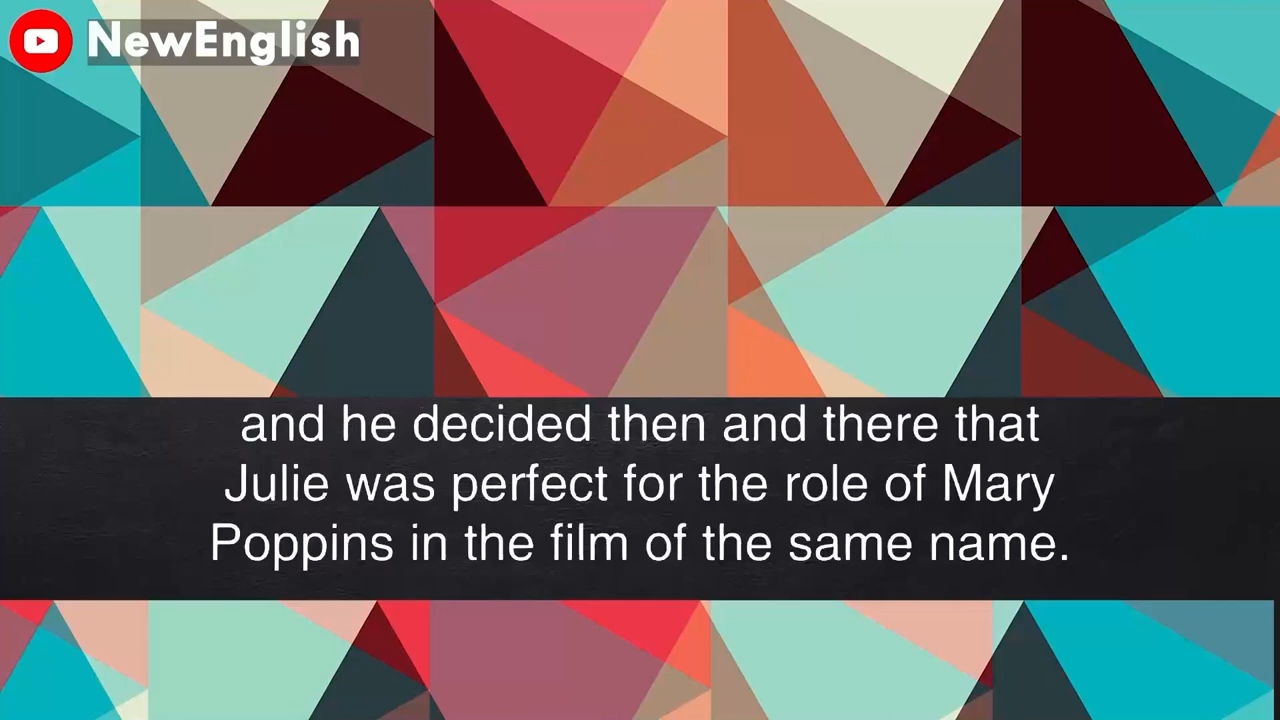 NewEnglish
and he decided then and there that
Julie was perfect for the role of Mary
Poppins in the film of the same name.